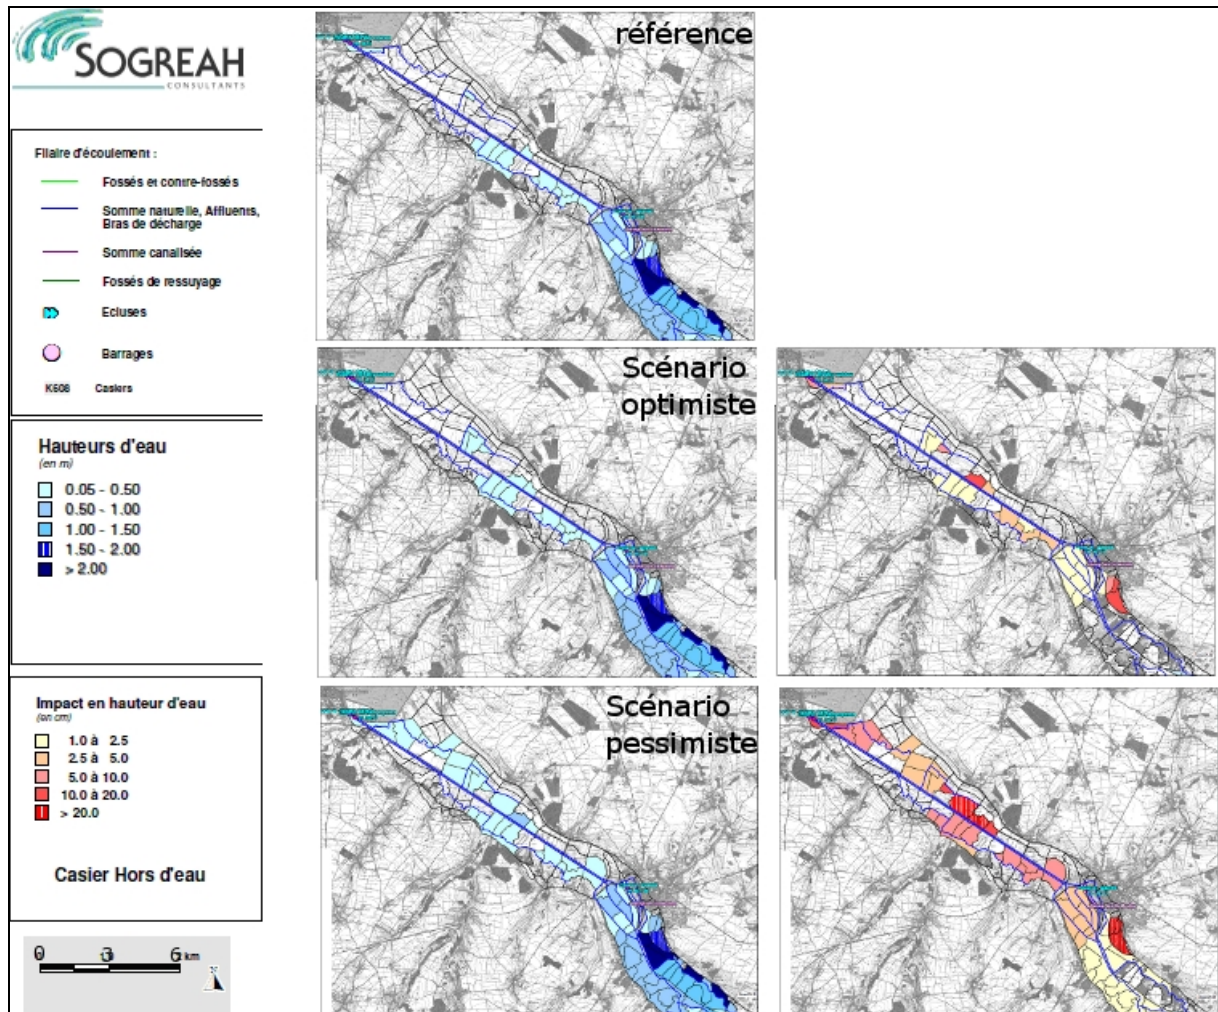 SOGREAH
CONSULTANTS
Filaire d'écoulement :
Fossés et contre-fossés
Somme naturelle, Affluents,
Bras de décharge
Somme canalisée
Fossés de ressuyage
Ecluses
Barrages
K608 Casiers
Hauteurs d'eau
(en m)
0.05 - 0.50
0.50 - 1.00
1.00 - 1.50
1.50 - 2.00
> 2.00
Impact en hauteur d'eau
(en cm)
1.0 à 2.5
2.5 à 5.0
5.0 à 10.0
10.0 à 20.0
> 20.0
Casier Hors d'eau
0 3 6 km
référence
Scénario
optimiste
Scénario
pessimiste